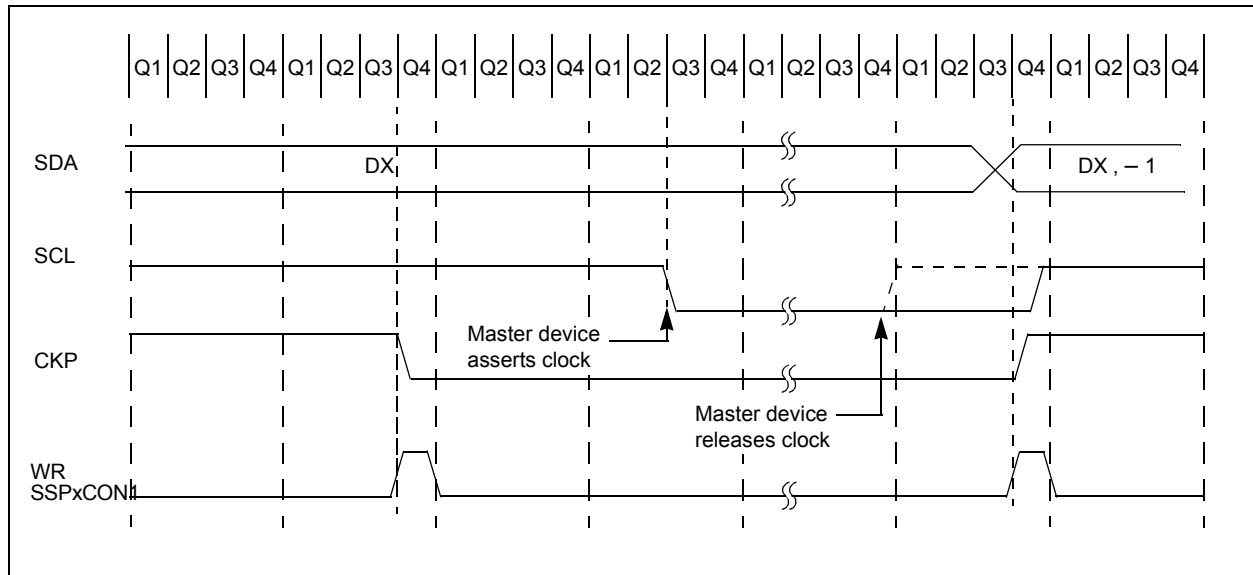 Q1 Q2 Q3 Q4 Q1 Q2 Q3 Q4 Q1 Q2 Q3 Q4 Q1 Q2 Q3 Q4 Q1 Q2 Q3 Q4 Q1 Q2 Q3 Q4 Q1 Q2 Q3 Q4
SDA
DX
DX , – 1
SCL
Master device
asserts clock
CKP
Master device
releases clock
WR
SSPxCON1